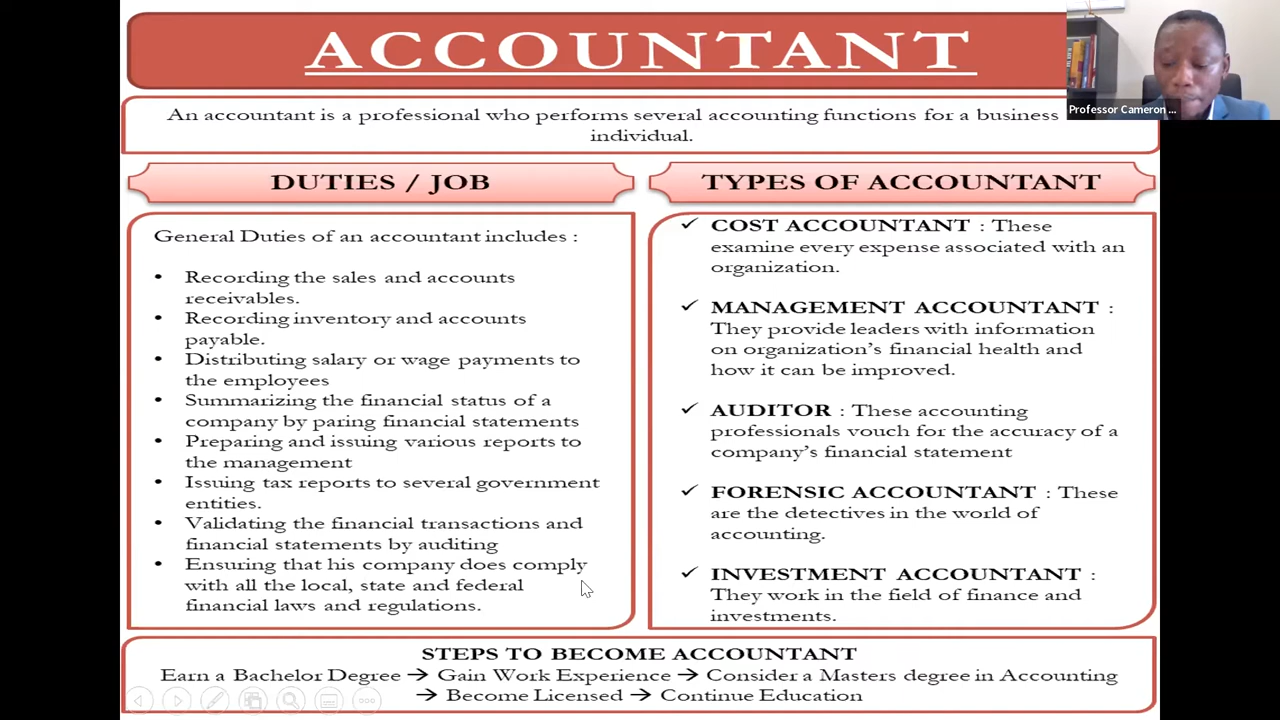 ACCOUNTANT
Professor Cameron ...
An accountant is a professional who performs several accounting functions for a business
individual.
DUTIES / JOB
General Duties of an accountant includes :
• Recording the sales and accounts
receivables.
• Recording inventory and accounts
payable.
• Distributing salary or wage payments to
the employees
• Summarizing the financial status of a
company by paring financial statements
• Preparing and issuing various reports to
the management
• Issuing tax reports to several government
entities.
• Validating the financial transactions and
financial statements by auditing
• Ensuring that his company does comply
with all the local, state and federal
financial laws and regulations.
TYPES OF ACCOUNTANT
✓ COST ACCOUNTANT : These
examine every expense associated with an
organization.
✓ MANAGEMENT ACCOUNTANT :
They provide leaders with information
on organization's financial health and
how it can be improved.
✓ AUDITOR : These accounting
professionals vouch for the accuracy of a
company's financial statement
✓ FORENSIC ACCOUNTANT : These
are the detectives in the world of
accounting.
✓ INVESTMENT ACCOUNTANT :
They work in the field of finance and
investments.
STEPS TO BECOME ACCOUNTANT
Earn a Bachelor Degree → Gain Work Experience → Consider a Masters degree in Accounting
→ Become Licensed → Continue Education